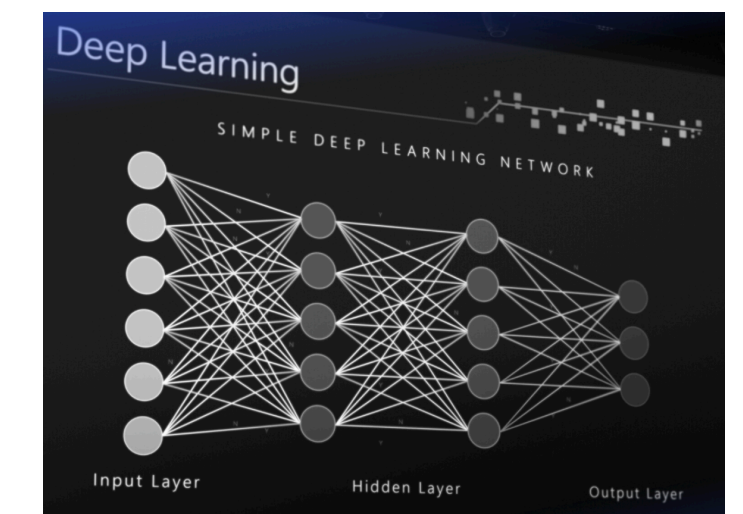 Deep Learning
SIMPLE DEEP LEARNING NETWORK
Input Layer
Hidden Layer
Output Layer